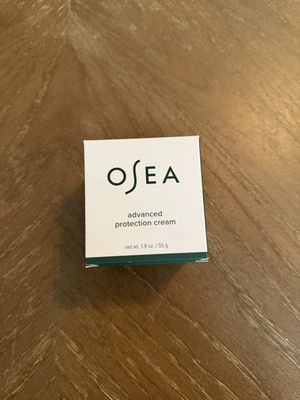 OSEA
advanced
protection cream
net wt. 1.9 oz. / 55 g